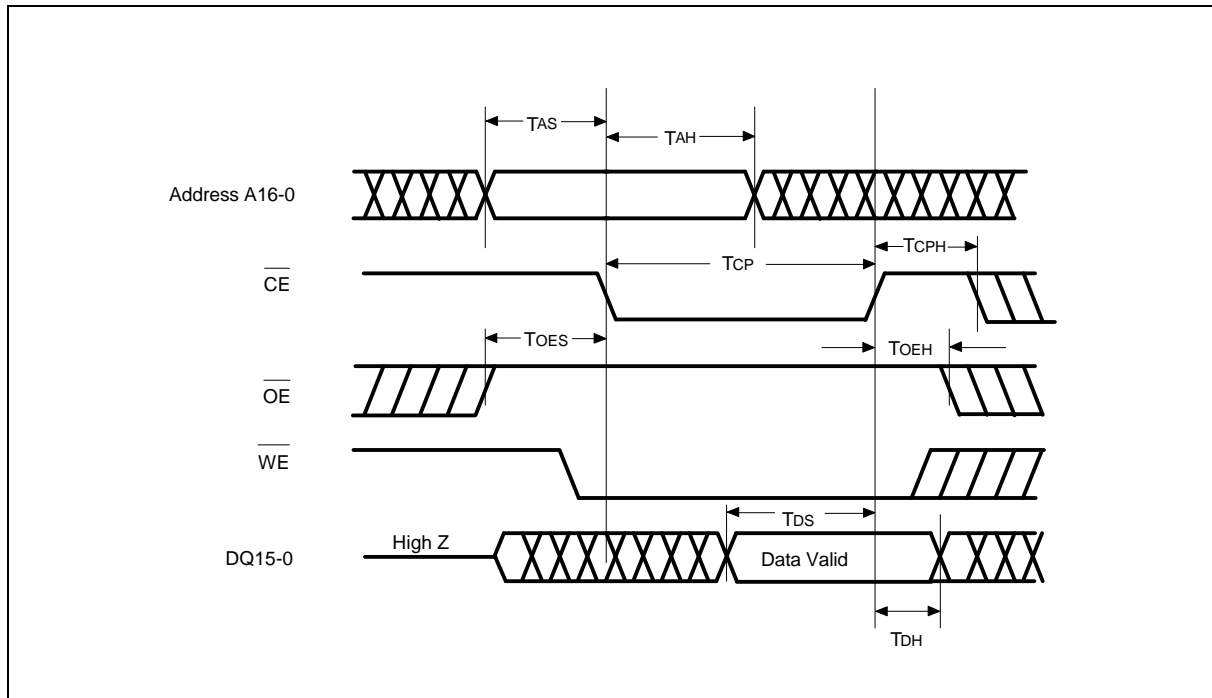 TAS
TAH
Address A16-0
TCPH
TCP
CE
TOES
TOEH
OE
WE
TDS
High Z
Data Valid
DQ15-0
TDH